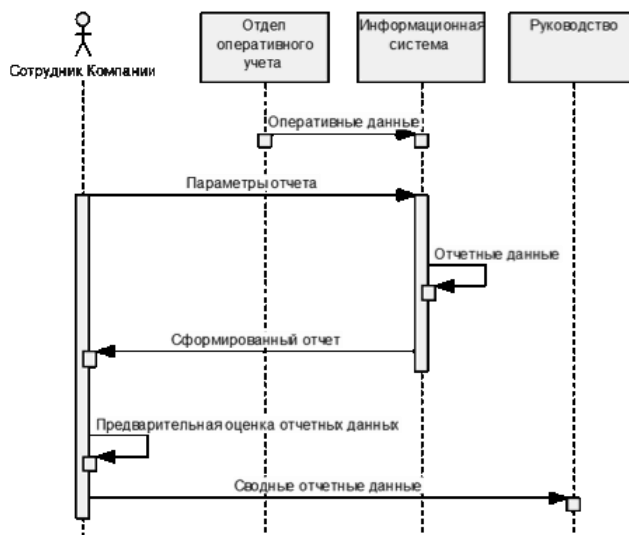 Сотрудник Компании
Отдел
оперативного
учета
Информационная
система
Руководство
Оперативные данные
Параметры отчета
Отчетные данные
Сформированный отчет
Предварительная оценка отчетных данных
Сводные отчетные данные